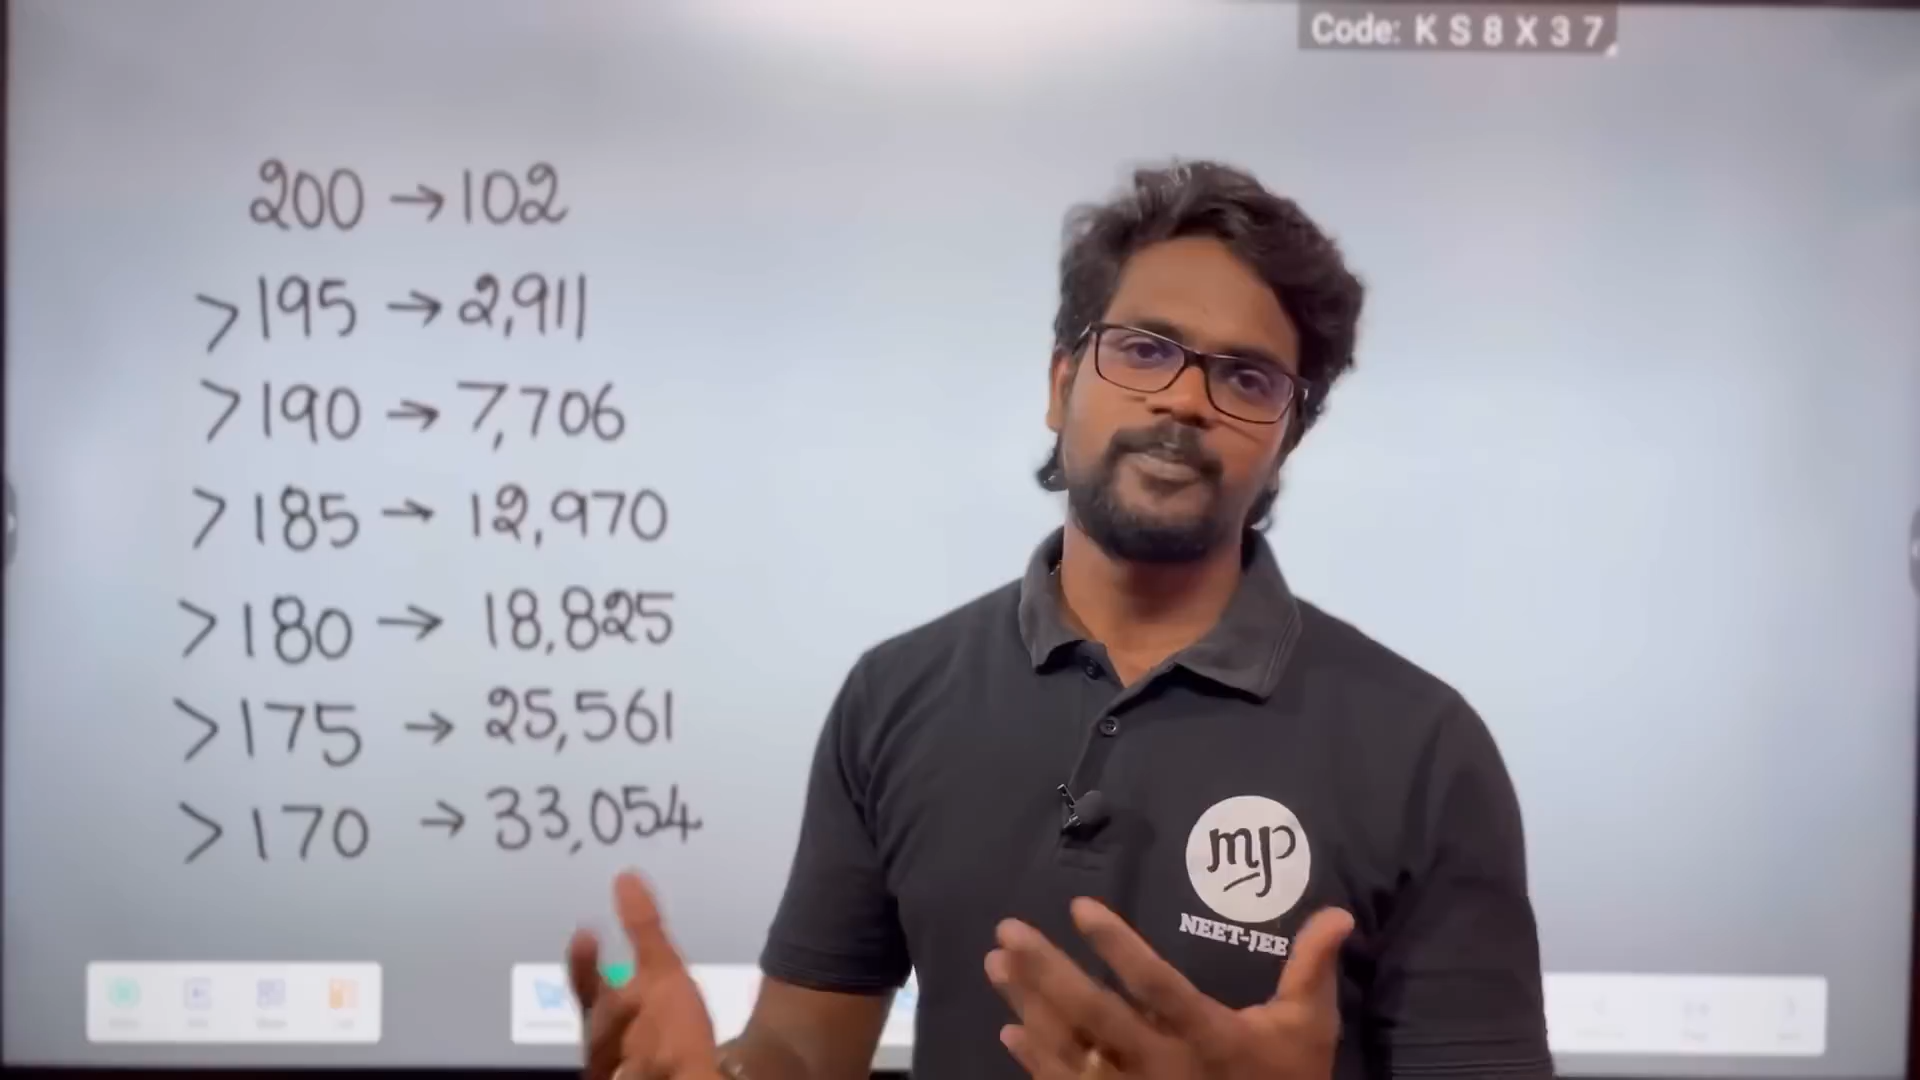 Code: K S 8 X 3 7
200 → 102
> 195 → 2,911
> 190 → 7,706
> 185 → 12,970
> 180 → 18,825
> 175 → 25,561
> 170 → 33,054
mp
NEET-JEE